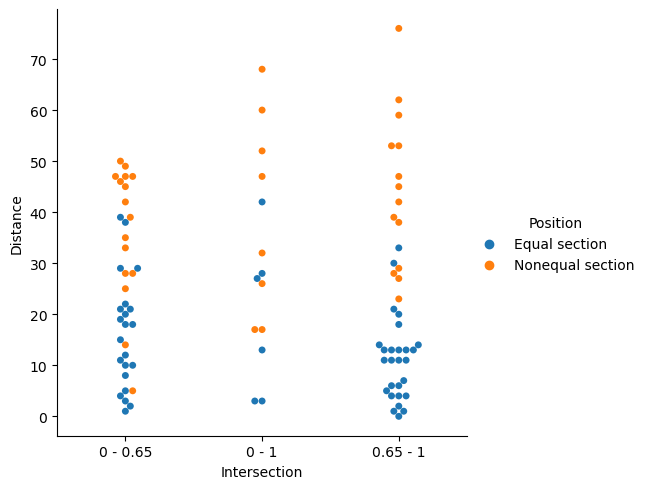 70
60
50
40
30
20
10
0
Distance
0 - 0.65
0 - 1
0.65 - 1
Intersection
Position
Equal section
Nonequal section